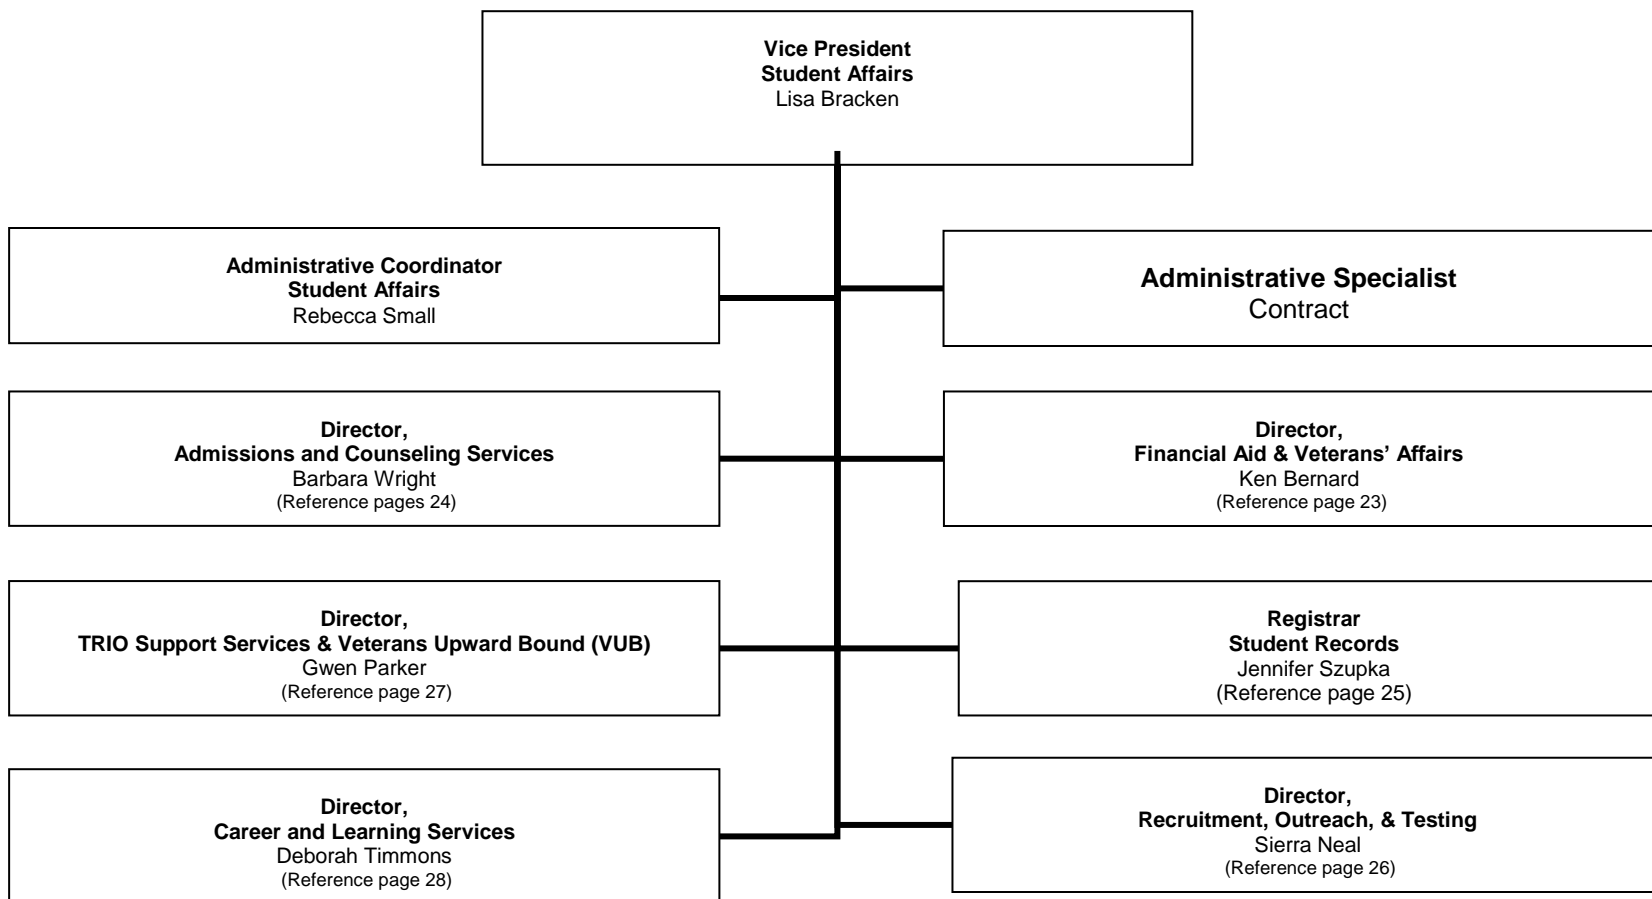 Vice President
Student Affairs
Lisa Bracken
Administrative Coordinator
Student Affairs
Rebecca Small
Administrative Specialist
Contract
Director,
Admissions and Counseling Services
Barbara Wright
(Reference pages 24)
Director,
Financial Aid & Veterans’ Affairs
Ken Bernard
(Reference page 23)
Director,
TRIO Support Services & Veterans Upward Bound (VUB)
Gwen Parker
(Reference page 27)
Registrar
Student Records
Jennifer Szupka
(Reference page 25)
Director,
Career and Learning Services
Deborah Timmons
(Reference page 28)
Director,
Recruitment, Outreach, & Testing
Sierra Neal
(Reference page 26)